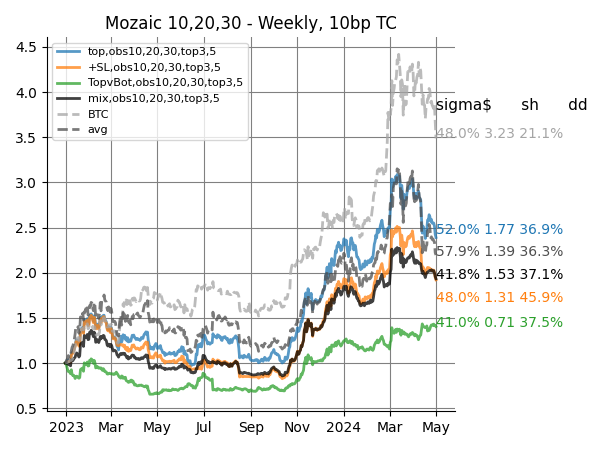 Mozaic 10,20,30 - Weekly, 10bp TC
4.5
4.0
3.5
3.0
2.5
2.0
1.5
1.0
0.5
top,obs10,20,30,top3,5
+SL,obs10,20,30,top3,5
TopvBot,obs10,20,30,top3,5
mix,obs10,20,30,top3,5
BTC
avg
sigma$ sh dd
48.0% 3.23 21.1%
52.0% 1.77 36.9%
57.9% 1.39 36.3%
41.8% 1.53 37.1%
48.0% 1.31 45.9%
41.0% 0.71 37.5%
2023 Mar May Jul Sep Nov 2024 Mar May